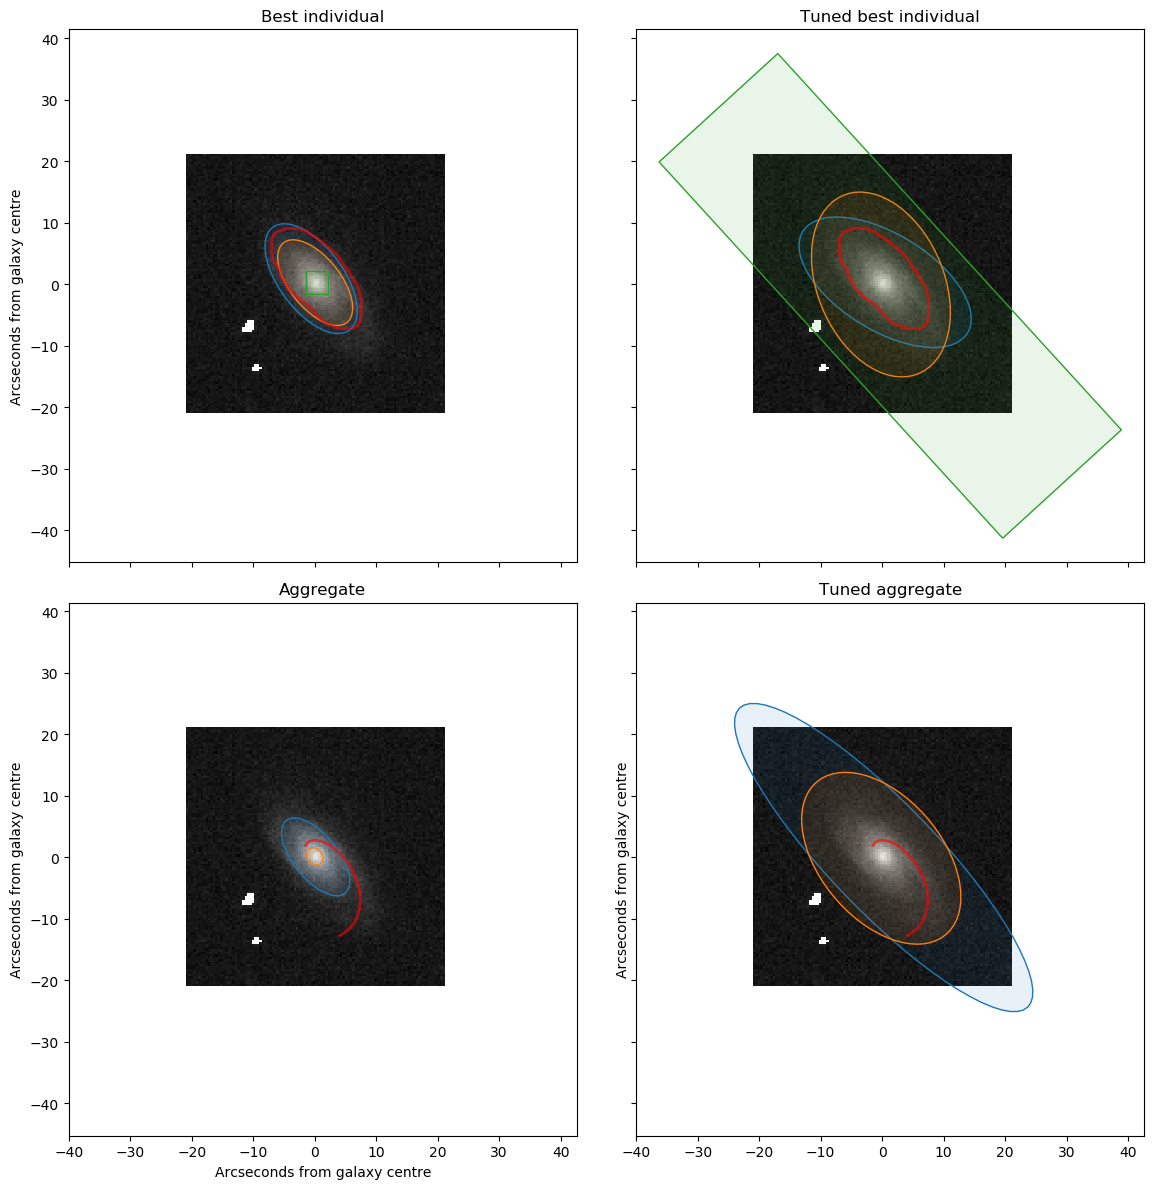 Best individual
Tuned best individual
40
30
20
10
0
−10
−20
−30
−40
Arcseconds from galaxy centre
Aggregate
Tuned aggregate
40
30
20
10
0
−10
−20
−30
−40
Arcseconds from galaxy centre
Arcseconds from galaxy centre
−40 −30 −20 −10 0 10 20 30 40
−40 −30 −20 −10 0 10 20 30 40
Arcseconds from galaxy centre